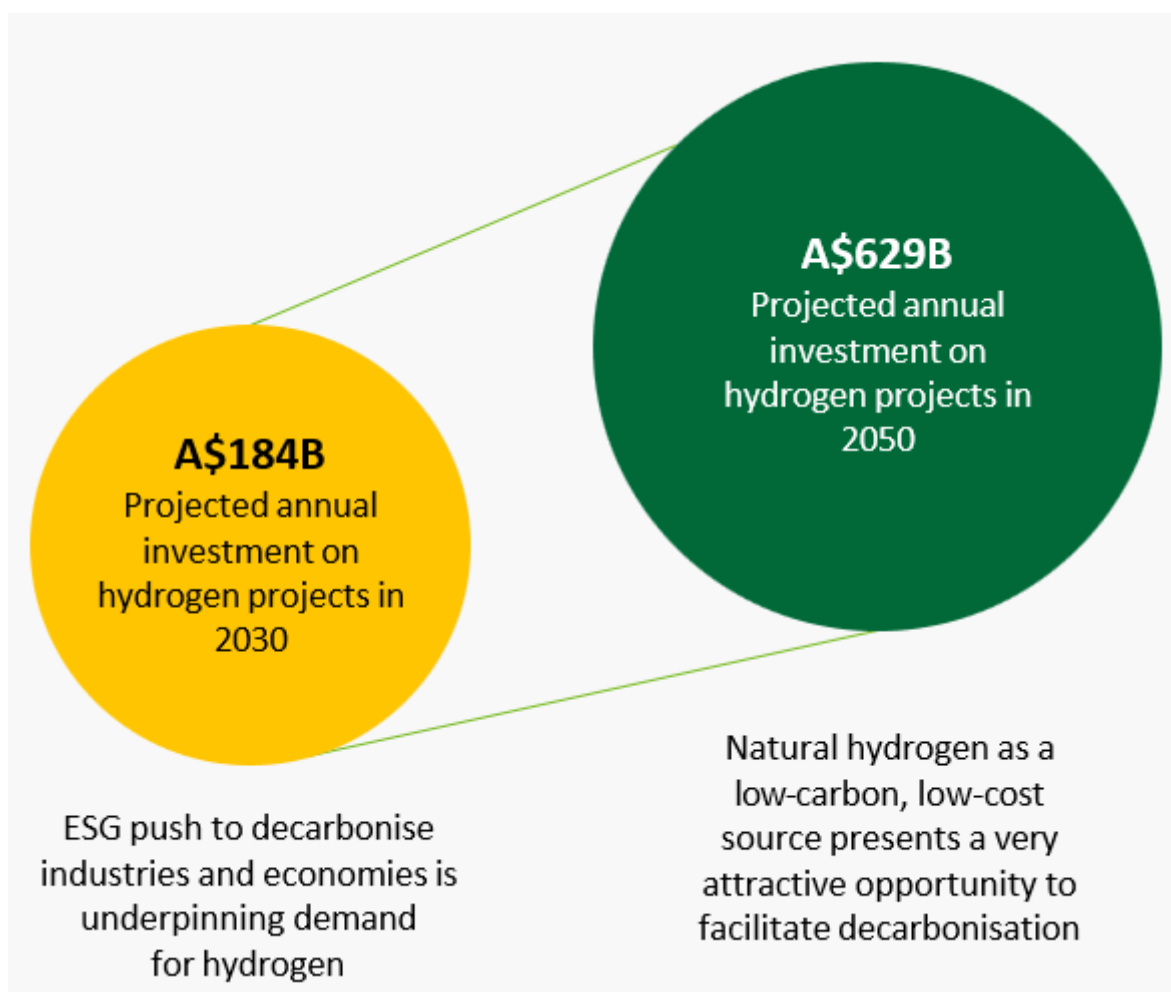 A$184B
Projected annual
investment on
hydrogen projects in
2030
ESG push to decarbonise
industries and economies is
underpinning demand
for hydrogen
A$629B
Projected annual
investment on
hydrogen projects in
2050
Natural hydrogen as a
low-carbon, low-cost
source presents a very
attractive opportunity to
facilitate decarbonisation